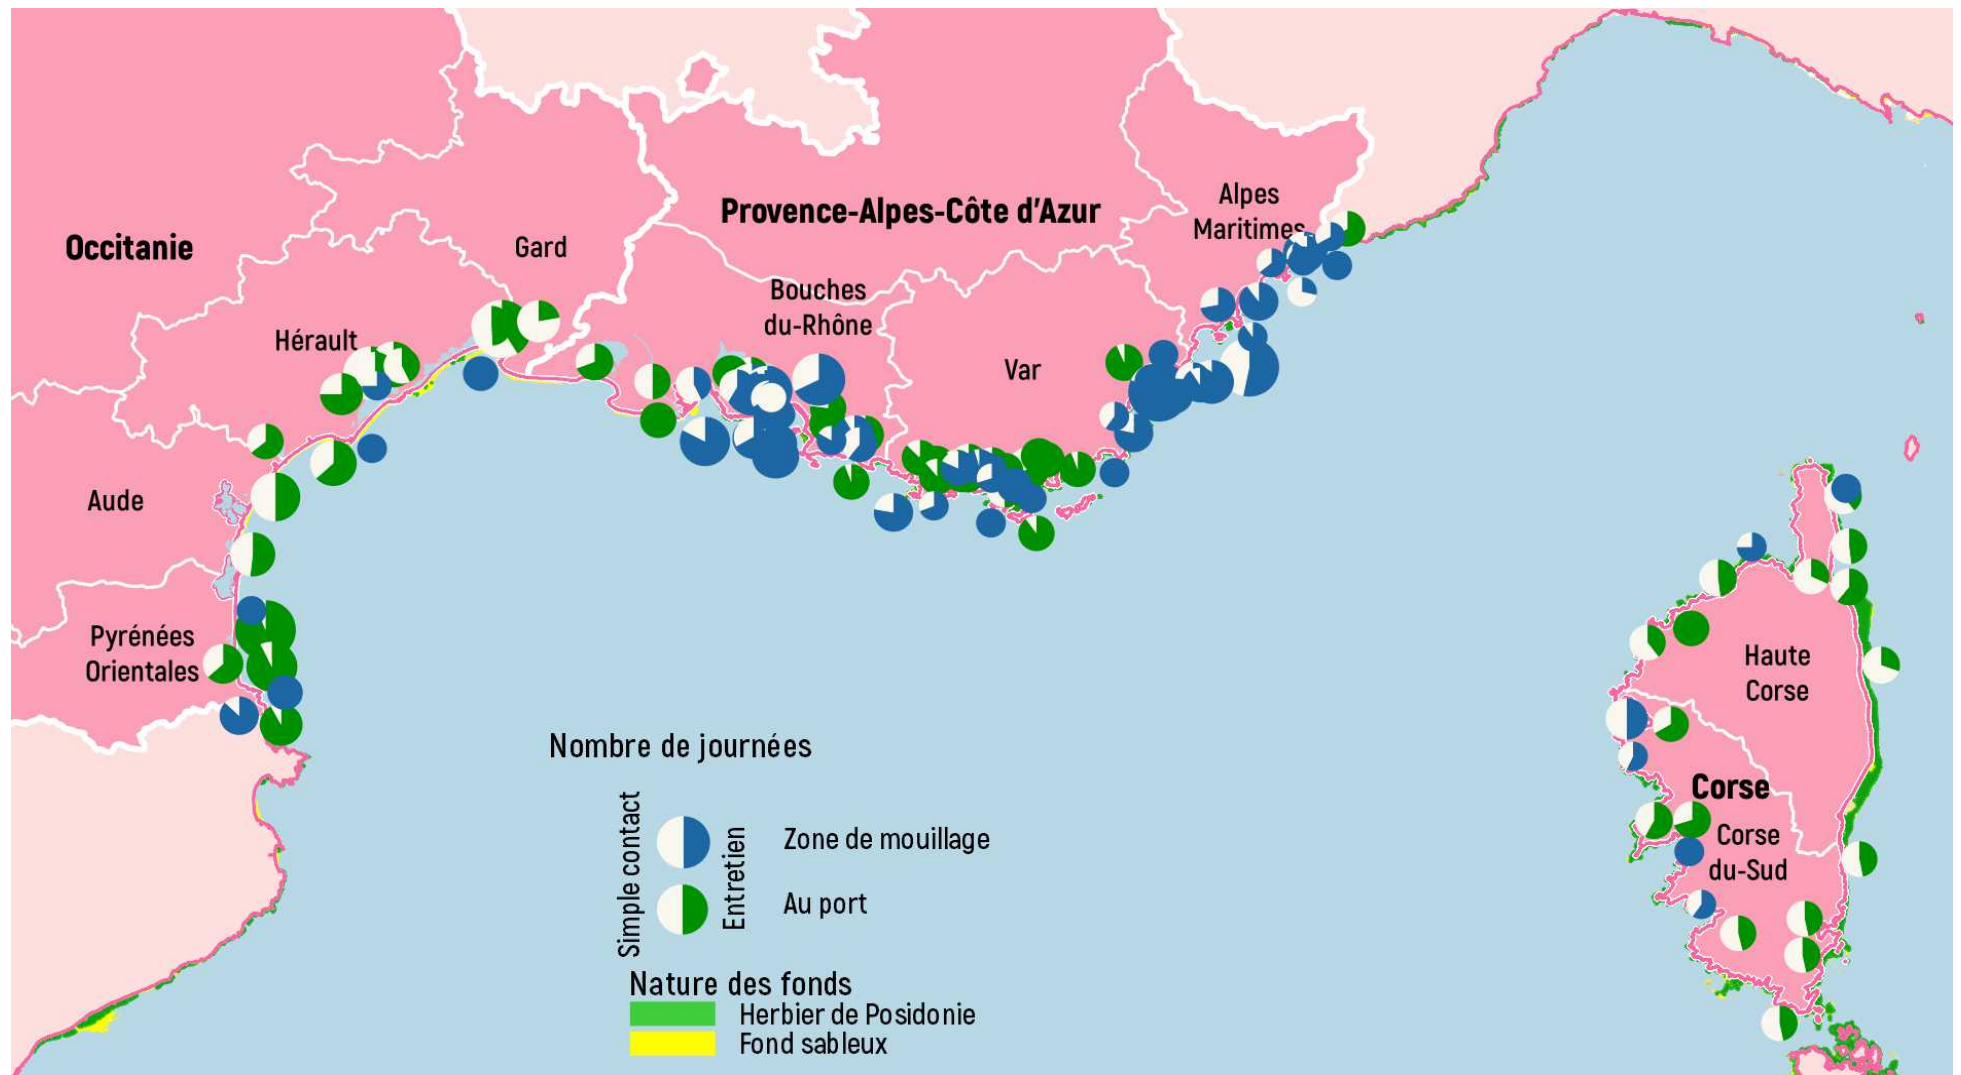 Alpes
Maritimes
Provence-Alpes-Côte d'Azur
Occitanie
Gard
Bouches
du-Rhône
Hérault
Var
Aude
Pyrénées
Orientales
Haute
Corse
Corse
Corse
du-Sud
Nombre de journées
Simple contact
Entretien
Zone de mouillage
Au port
Nature des fonds
Herbier de Posidonie
Fond sableux